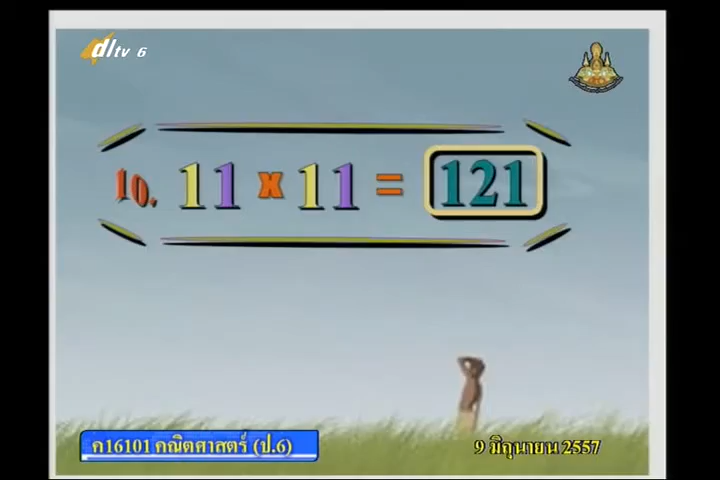 dltv 6
10. 11 x 11 = 121
ค16101 คณิตศาสตร์ (ป.6)
9 มิถุนายน 2557